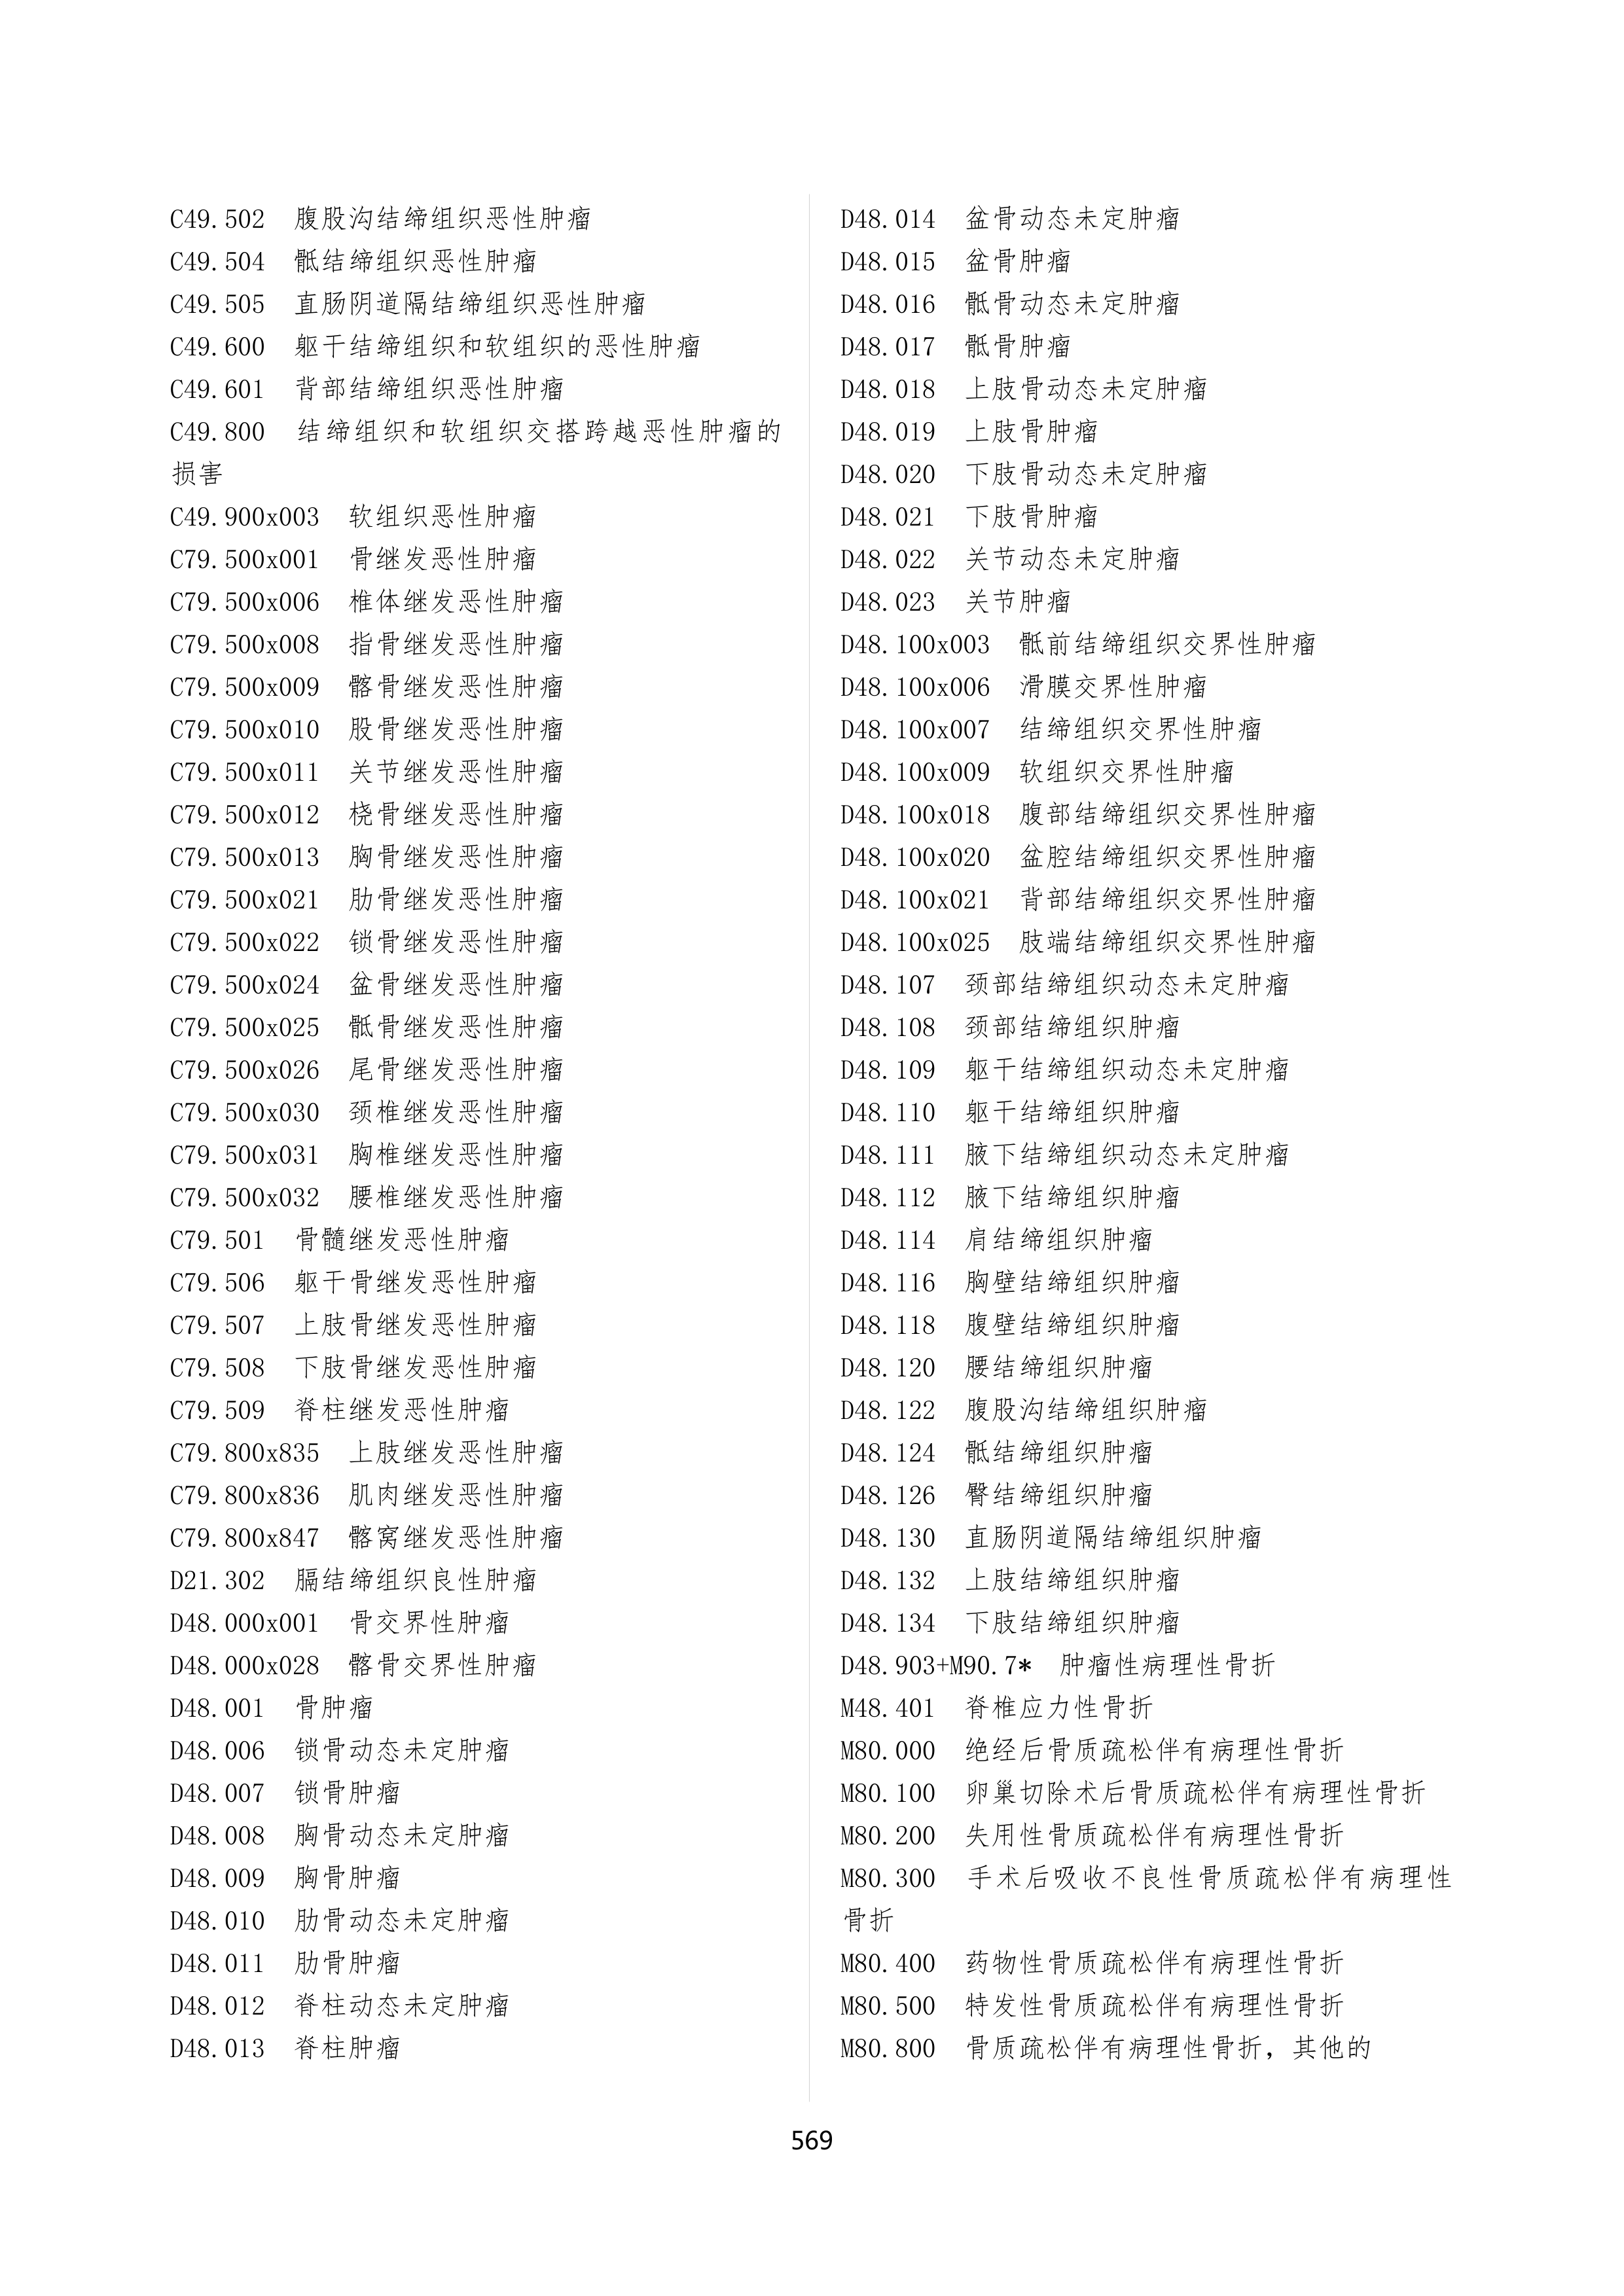 C49.502 腹股沟结缔组织恶性肿瘤
C49.504 骶结缔组织恶性肿瘤
C49.505 直肠阴道隔结缔组织恶性肿瘤
C49.600 躯干结缔组织和软组织的恶性肿瘤
C49.601 背部结缔组织恶性肿瘤
C49.800 结缔组织和软组织交搭跨越恶性肿瘤的
损害
C49.900x003 软组织恶性肿瘤
C79.500x001 骨继发恶性肿瘤
C79.500x006 椎体继发恶性肿瘤
C79.500x008 指骨继发恶性肿瘤
C79.500x009 髂骨继发恶性肿瘤
C79.500x010 股骨继发恶性肿瘤
C79.500x011 关节继发恶性肿瘤
C79.500x012 桡骨继发恶性肿瘤
C79.500x013 胸骨继发恶性肿瘤
C79.500x021 肋骨继发恶性肿瘤
C79.500x022 锁骨继发恶性肿瘤
C79.500x024 盆骨继发恶性肿瘤
C79.500x025 骶骨继发恶性肿瘤
C79.500x026 尾骨继发恶性肿瘤
C79.500x030 颈椎继发恶性肿瘤
C79.500x031 胸椎继发恶性肿瘤
C79.500x032 腰椎继发恶性肿瘤
C79.501 骨髓继发恶性肿瘤
C79.506 躯干骨继发恶性肿瘤
C79.507 上肢骨继发恶性肿瘤
C79.508 下肢骨继发恶性肿瘤
C79.509 脊柱继发恶性肿瘤
C79.800x835 上肢继发恶性肿瘤
C79.800x836 肌肉继发恶性肿瘤
C79.800x847 髂窝继发恶性肿瘤
D21.302 膈结缔组织良性肿瘤
D48.000x001 骨交界性肿瘤
D48.000x028 髂骨交界性肿瘤
D48.001 骨肿瘤
D48.006 锁骨动态未定肿瘤
D48.007 锁骨肿瘤
D48.008 胸骨动态未定肿瘤
D48.009 胸骨肿瘤
D48.010 肋骨动态未定肿瘤
D48.011 肋骨肿瘤
D48.012 脊柱动态未定肿瘤
D48.013 脊柱肿瘤
D48.014 盆骨动态未定肿瘤
D48.015 盆骨肿瘤
D48.016 骶骨动态未定肿瘤
D48.017 骶骨肿瘤
D48.018 上肢骨动态未定肿瘤
D48.019 上肢骨肿瘤
D48.020 下肢骨动态未定肿瘤
D48.021 下肢骨肿瘤
D48.022 关节动态未定肿瘤
D48.023 关节肿瘤
D48.100x003 骶前结缔组织交界性肿瘤
D48.100x006 滑膜交界性肿瘤
D48.100x007 结缔组织交界性肿瘤
D48.100x009 软组织交界性肿瘤
D48.100x018 腹部结缔组织交界性肿瘤
D48.100x020 盆腔结缔组织交界性肿瘤
D48.100x021 背部结缔组织交界性肿瘤
D48.100x025 肢端结缔组织交界性肿瘤
D48.107 颈部结缔组织动态未定肿瘤
D48.108 颈部结缔组织肿瘤
D48.109 躯干结缔组织动态未定肿瘤
D48.110 躯干结缔组织肿瘤
D48.111 腋下结缔组织动态未定肿瘤
D48.112 腋下结缔组织肿瘤
D48.114 肩结缔组织肿瘤
D48.116 胸壁结缔组织肿瘤
D48.118 腹壁结缔组织肿瘤
D48.120 腰结缔组织肿瘤
D48.122 腹股沟结缔组织肿瘤
D48.124 骶结缔组织肿瘤
D48.126 臀结缔组织肿瘤
D48.130 直肠阴道隔结缔组织肿瘤
D48.132 上肢结缔组织肿瘤
D48.134 下肢结缔组织肿瘤
D48.903+M90.7* 肿瘤性病理性骨折
M48.401 脊椎应力性骨折
M80.000 绝经后骨质疏松伴有病理性骨折
M80.100 卵巢切除术后骨质疏松伴有病理性骨折
M80.200 失用性骨质疏松伴有病理性骨折
M80.300 手术后吸收不良性骨质疏松伴有病理性
骨折
M80.400 药物性骨质疏松伴有病理性骨折
M80.500 特发性骨质疏松伴有病理性骨折
M80.800 骨质疏松伴有病理性骨折，其他的
569